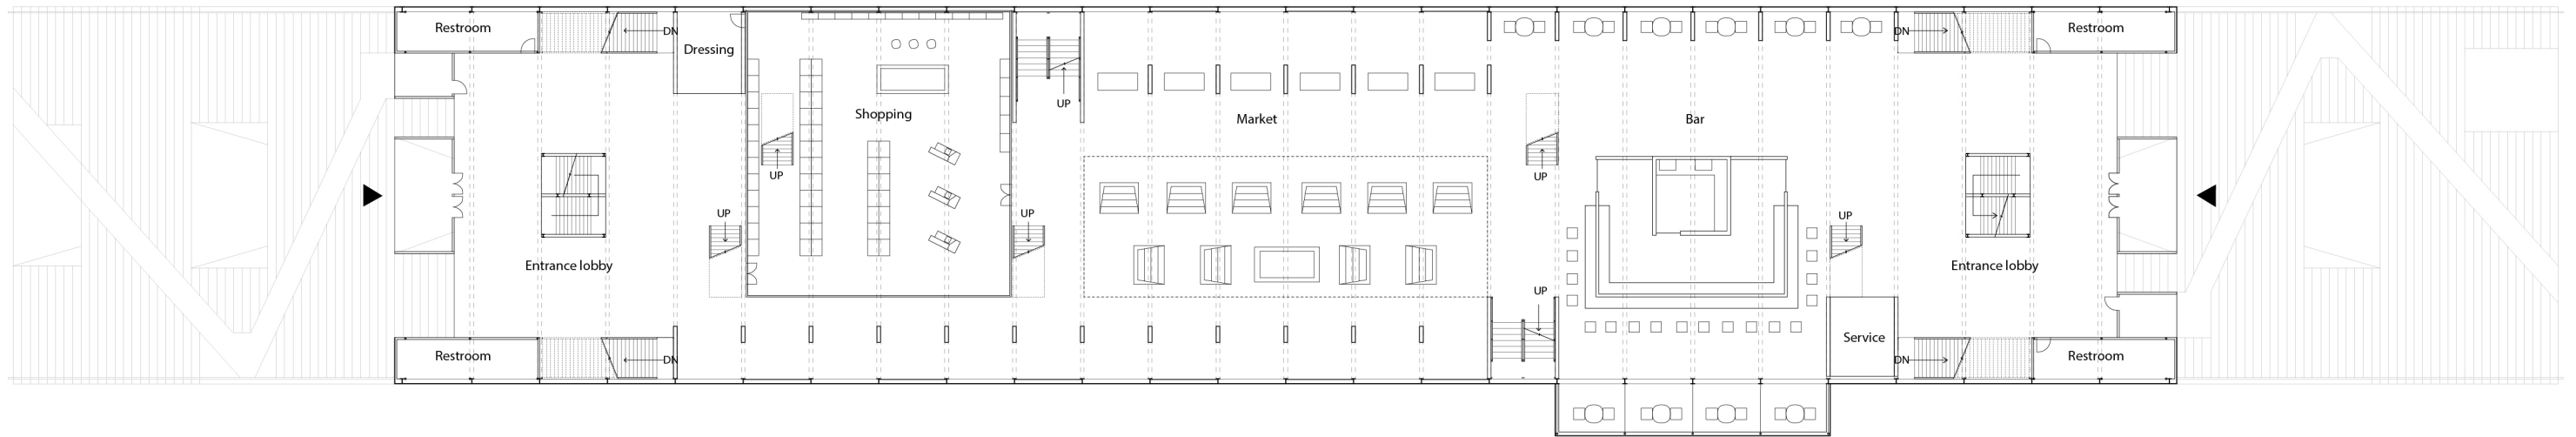 Restroom
DN
Dressing
DN
Restroom
Shopping
UP
Market
Bar
UP
UP
UP
UP
UP
UP
Entrance lobby
Entrance lobby
UP
Service
Restroom
DN
DN
Restroom